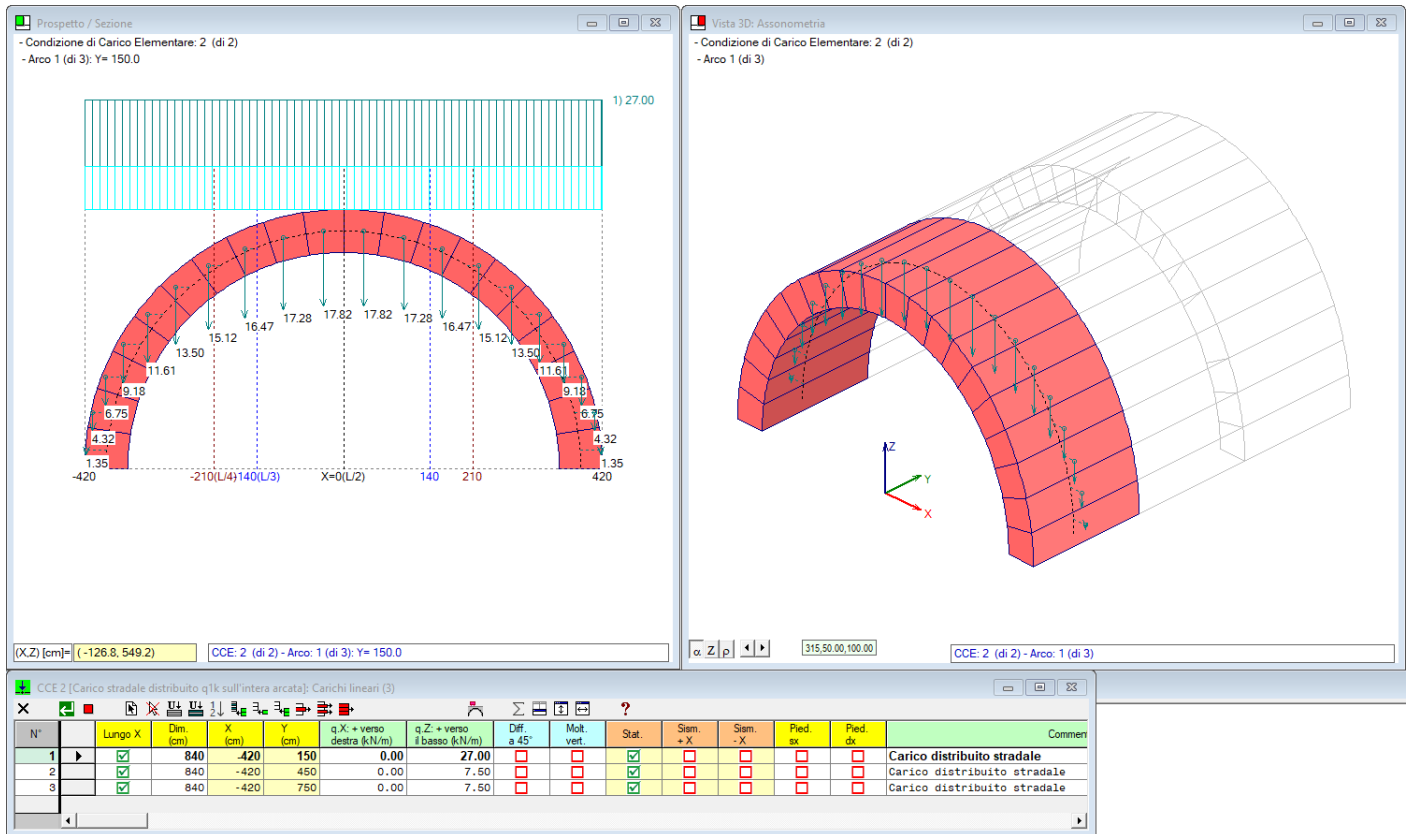 Prospetto / Sezione
- Condizione di Carico Elementare: 2 (di 2)
- Arco 1 (di 3): Y= 150.0
1) 27.00
17.82 17.82
17.28 17.28
16.47 16.47
15.12 15.12
13.50 13.50
11.61 11.61
9.18 9.18
6.75 6.75
4.32 4.32
1.35 1.35
-420 -210(L/4) -140(L/3) X=0(L/2) 140 210 420
(X,Z) [cm]= ( -126.8, 549.2) CCE: 2 (di 2) - Arco: 1 (di 3): Y= 150.0
Vista 3D: Assonometria
- Condizione di Carico Elementare: 2 (di 2)
- Arco 1 (di 3)
Z
Y
X
α Z ρ 315,50.00,100.00 CCE: 2 (di 2) - Arco: 1 (di 3)
CCE 2 [Carico stradale distribuito q1k sull'intera arcata]: Carichi lineari (3)
N° Lungo X Dim. (cm) X (cm) Y (cm) q.X: + verso destra (kN/m) q.Z: + verso il basso (kN/m) Diff. a 45° Molt. vert. Stat. Sism. + X Sism. - X Pied. sx Pied. dx Commen
1 840 -420 150 0.00 27.00 Carico distribuito stradale
2 840 -420 450 0.00 7.50 Carico distribuito stradale
3 840 -420 750 0.00 7.50 Carico distribuito stradale